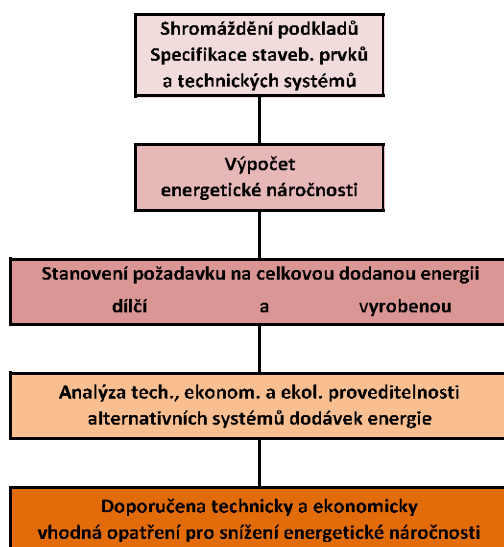 Shromáždění podkladů
Specifikace staveb. prvků
a technických systémů
Výpočet
energetické náročnosti
Stanovení požadavku na celkovou dodanou energii
dílčí a vyrobenou
Analýza tech., ekonom. a ekol. proveditelnosti
alternativních systémů dodávek energie
Doporučena technicky a ekonomicky
vhodná opatření pro snížení energetické náročnosti